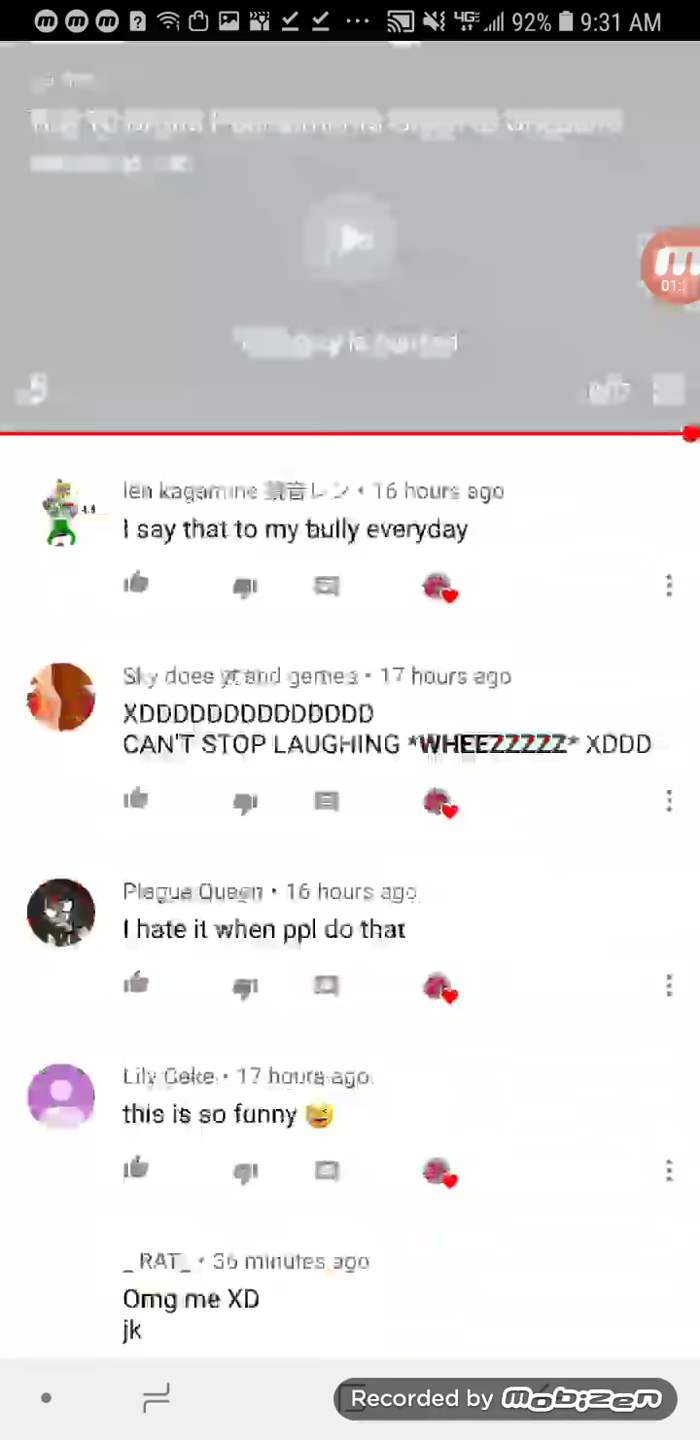 92% 9:31 AM
01:
len kagamine 鏡音レン • 16 hours ago
I say that to my bully everyday
Sky does yt and games • 17 hours ago
XDDDDDDDDDDDDDD
CAN'T STOP LAUGHING *WHEEZZZZZ* XDDD
Plague Queen • 16 hours ago
I hate it when ppl do that
Lily Cake • 17 hours ago
this is so funny 😅
_ RAT_ • 36 minutes ago
Omg me XD
jk
Recorded by mobizen